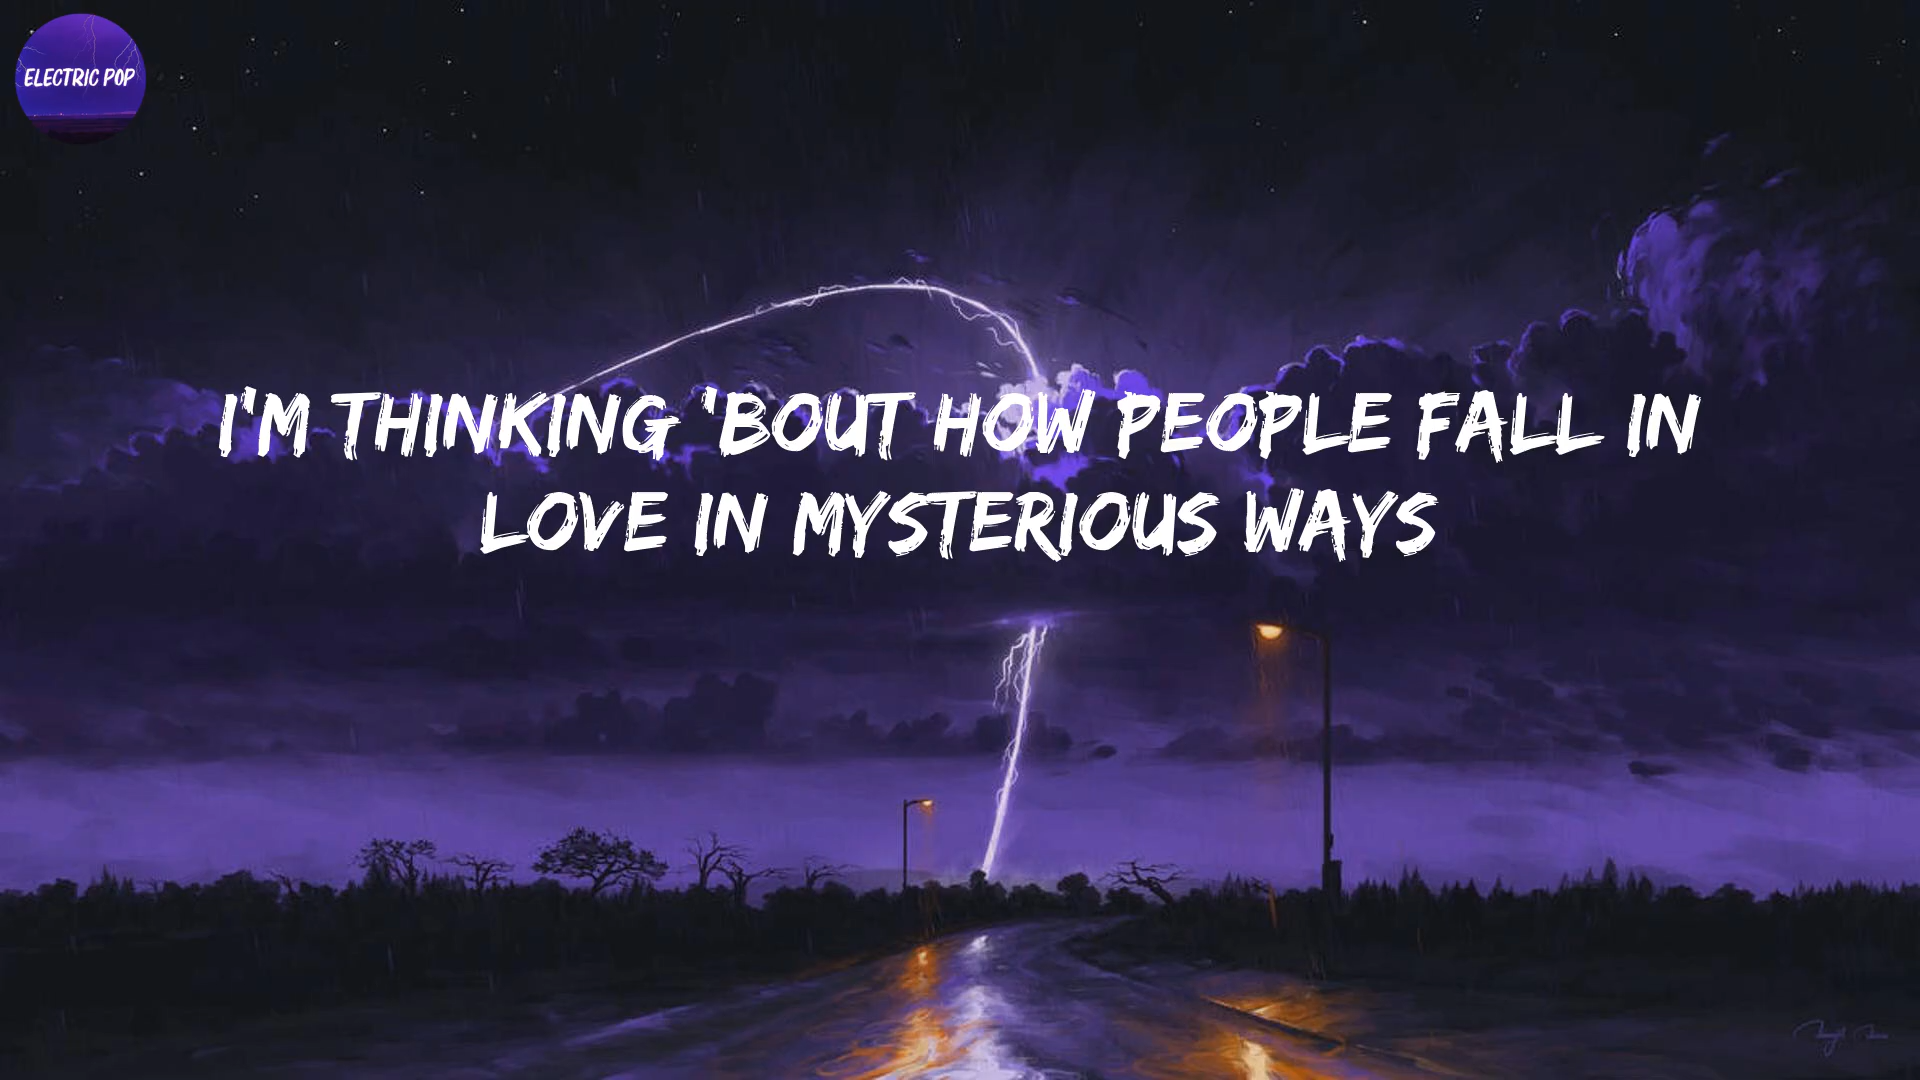 ELECTRIC POP
I'M THINKING 'BOUT HOW PEOPLE FALL IN
LOVE IN MYSTERIOUS WAYS